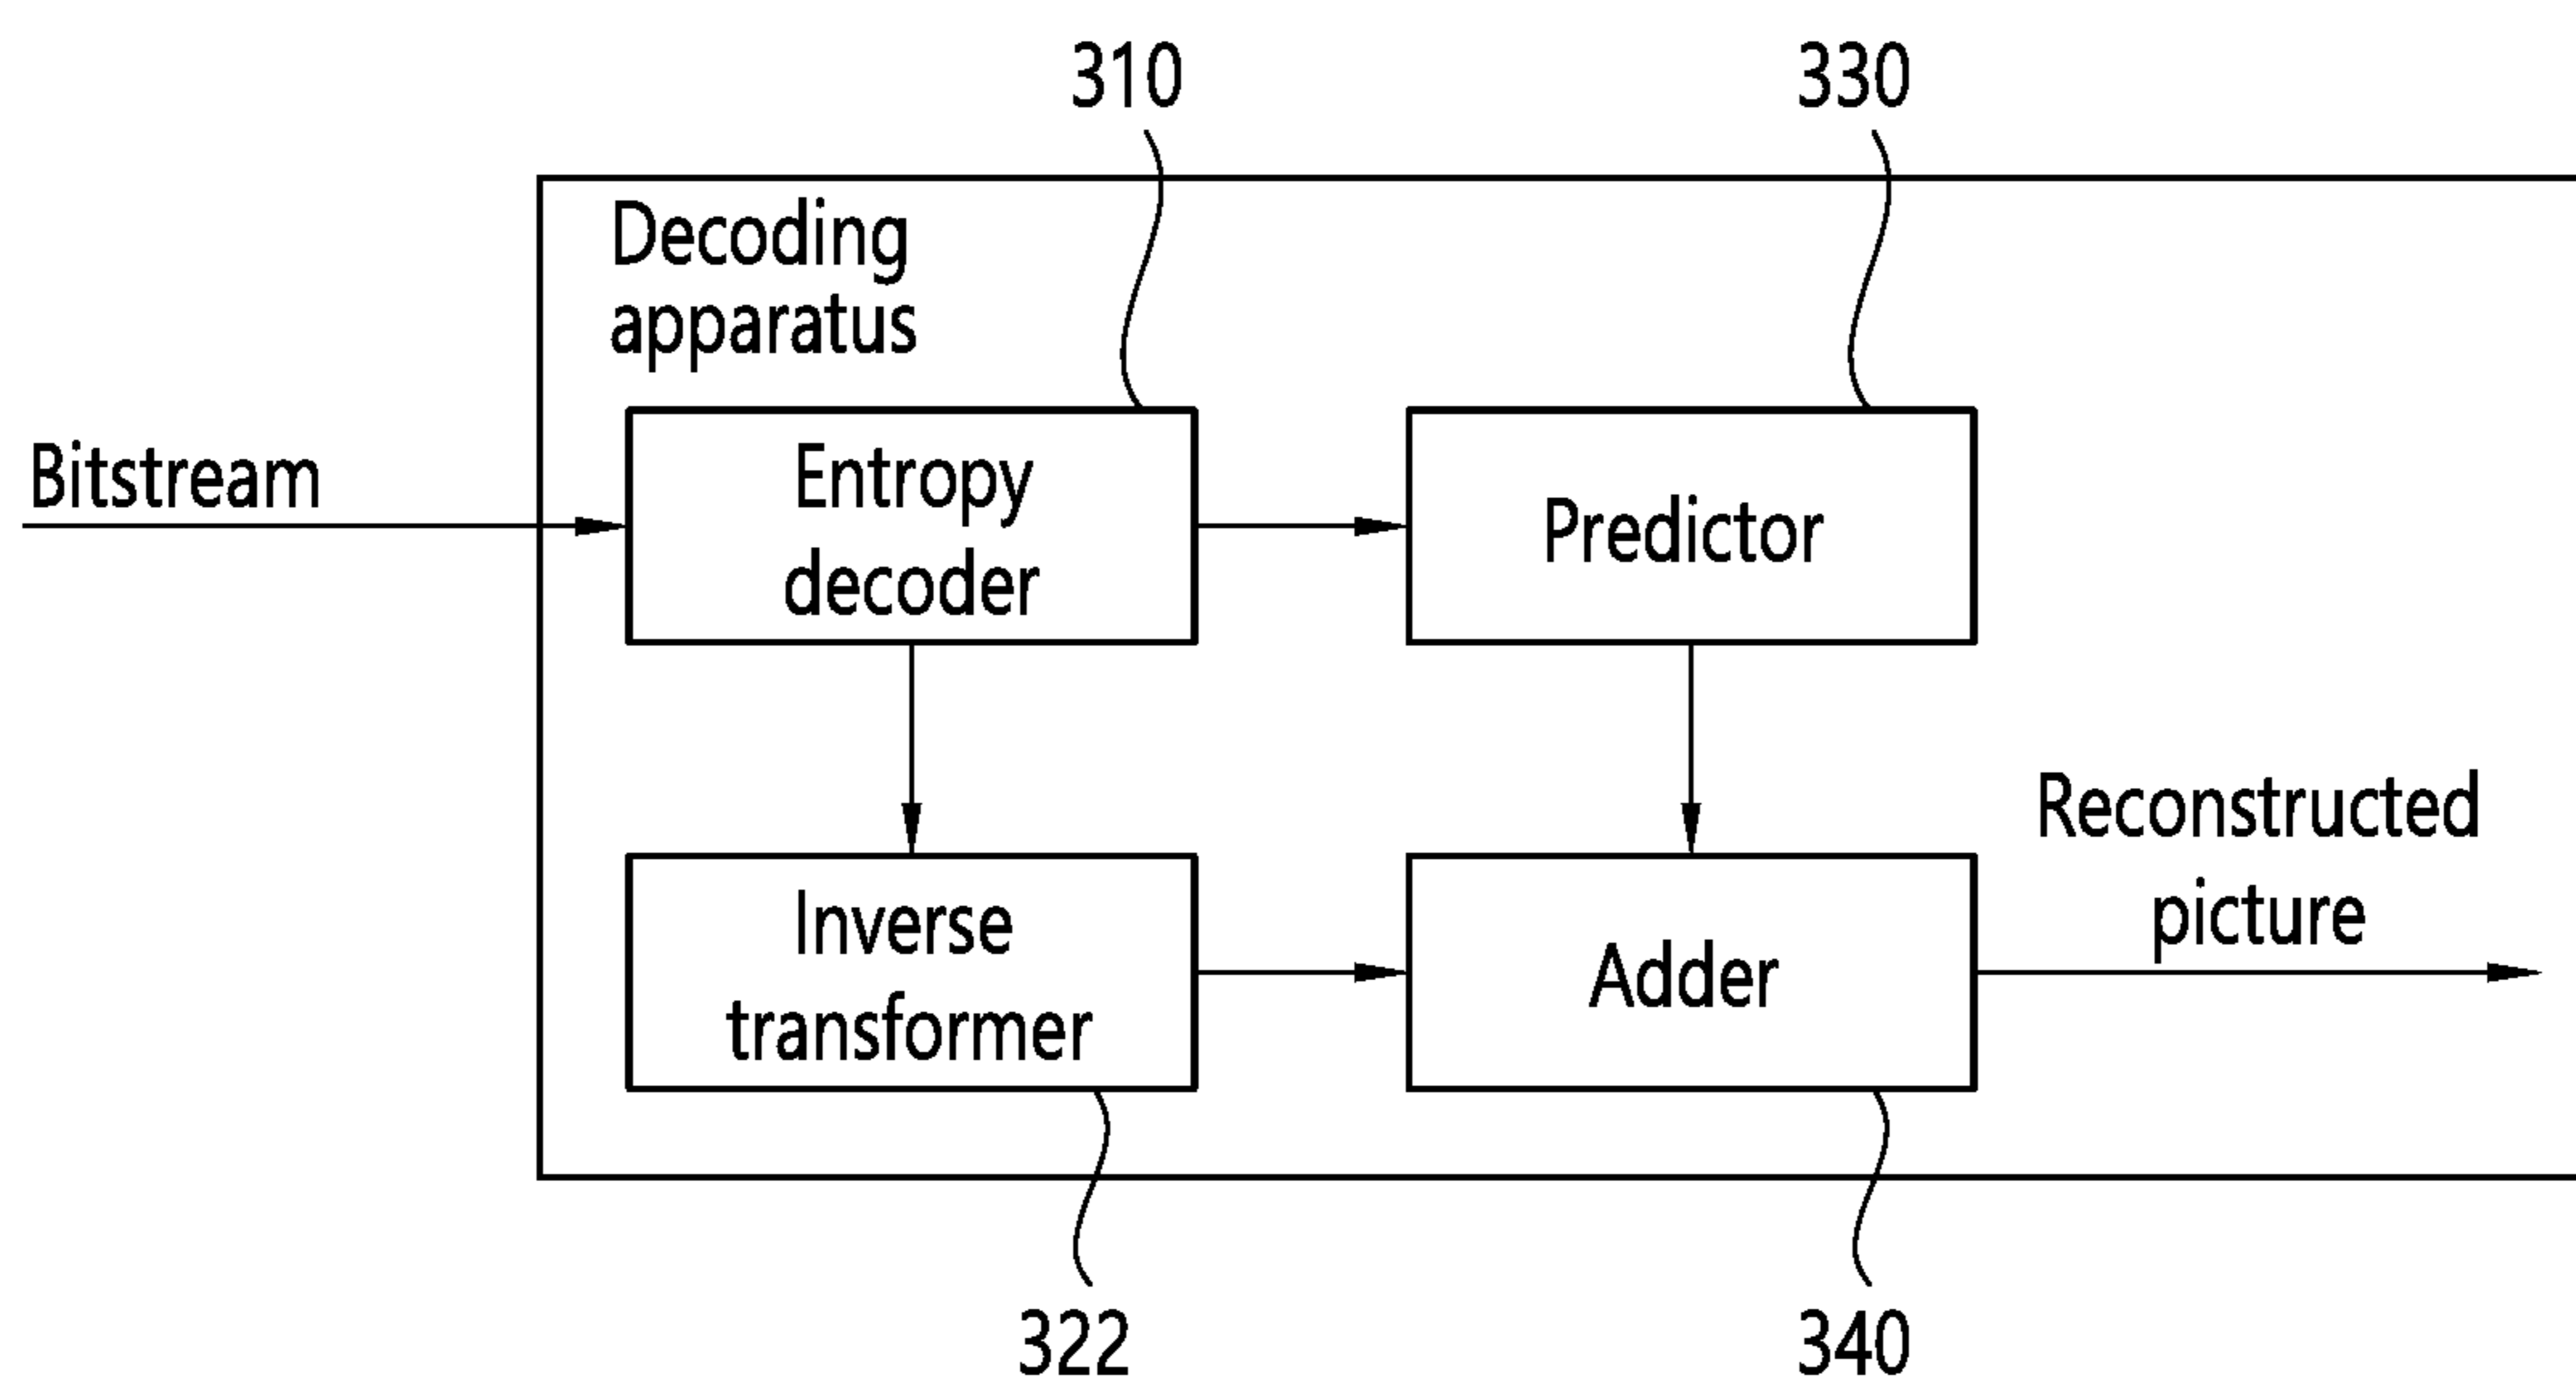 310
330
Decoding
apparatus
Bitstream
Entropy
decoder
Predictor
Reconstructed
picture
Inverse
transformer
Adder
322
340